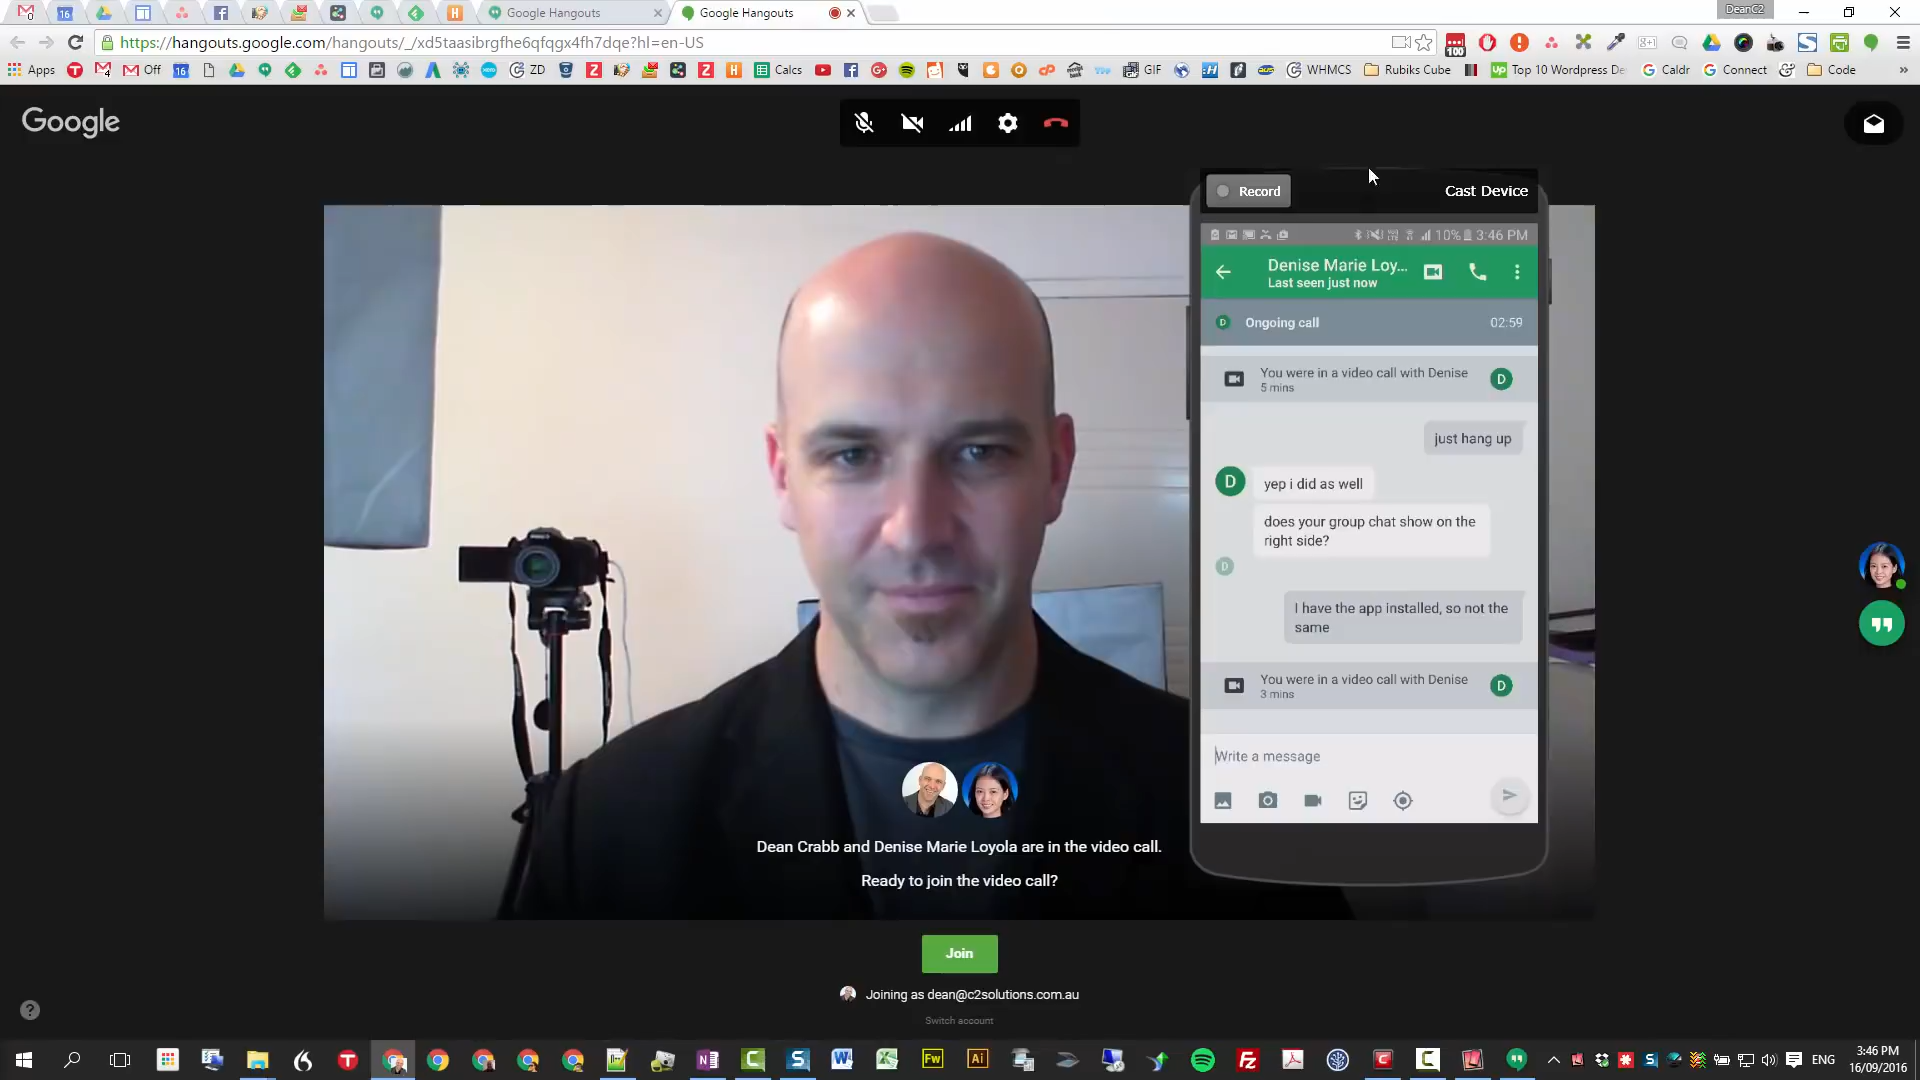 DeanC2
Google Hangouts
Google Hangouts
https://hangouts.google.com/hangouts/_/xd5taasibrgfhe6qfqgx4fh7dqe?hl=en-US
Apps
Off
ZD
Calcs
GIF
WHMCS
Rubiks Cube
Top 10 Wordpress De
Caldr
Connect
Code
Google
Record
Cast Device
10%
3:46 PM
Denise Marie Loy...
Last seen just now
D
Ongoing call
02:59
You were in a video call with Denise
5 mins
D
just hang up
D
yep i did as well
does your group chat show on the
right side?
D
I have the app installed, so not the
same
You were in a video call with Denise
3 mins
D
Write a message
Dean Crabb and Denise Marie Loyola are in the video call.
Ready to join the video call?
Join
Joining as dean@c2solutions.com.au
Switch account
ENG
3:46 PM
16/09/2016